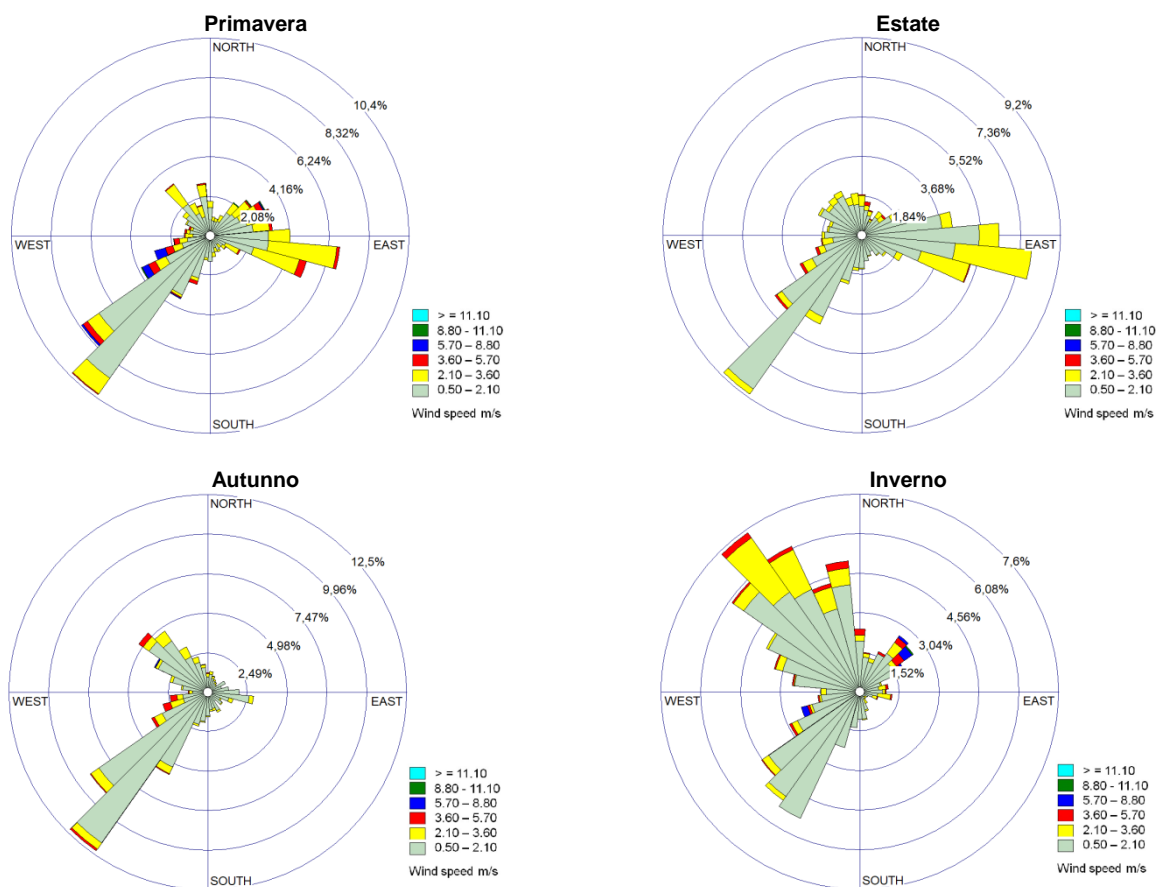 Primavera
NORTH
10,4%
8,32%
6,24%
4,16%
2,08%
WEST
EAST
SOUTH
> = 11.10
8.80 - 11.10
5.70 – 8.80
3.60 – 5.70
2.10 – 3.60
0.50 – 2.10
Wind speed m/s
Estate
NORTH
9,2%
7,36%
5,52%
3,68%
1,84%
WEST
EAST
SOUTH
> = 11.10
8.80 - 11.10
5.70 – 8.80
3.60 – 5.70
2.10 – 3.60
0.50 – 2.10
Wind speed m/s
Autunno
NORTH
12,5%
9,96%
7,47%
4,98%
2,49%
WEST
EAST
SOUTH
> = 11.10
8.80 - 11.10
5.70 – 8.80
3.60 – 5.70
2.10 – 3.60
0.50 – 2.10
Wind speed m/s
Inverno
NORTH
7,6%
6,08%
4,56%
3,04%
1,52%
WEST
EAST
SOUTH
> = 11.10
8.80 - 11.10
5.70 – 8.80
3.60 – 5.70
2.10 – 3.60
0.50 – 2.10
Wind speed m/s